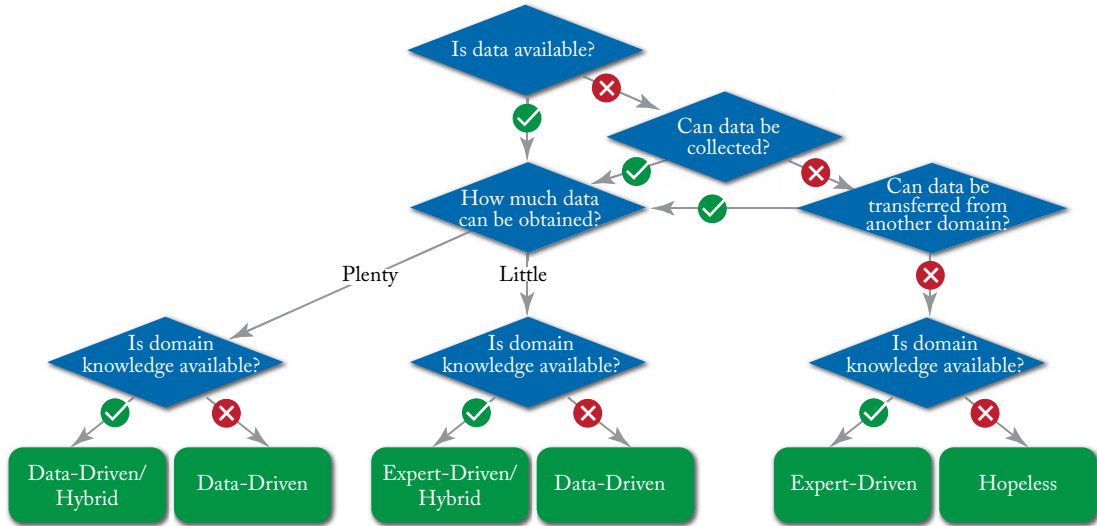 Is data available?
Can data be
collected?
How much data
can be obtained?
Can data be
transferred from
another domain?
Plenty
Little
Is domain
knowledge available?
Is domain
knowledge available?
Is domain
knowledge available?
Data-Driven/
Hybrid
Data-Driven
Expert-Driven/
Hybrid
Data-Driven
Expert-Driven
Hopeless